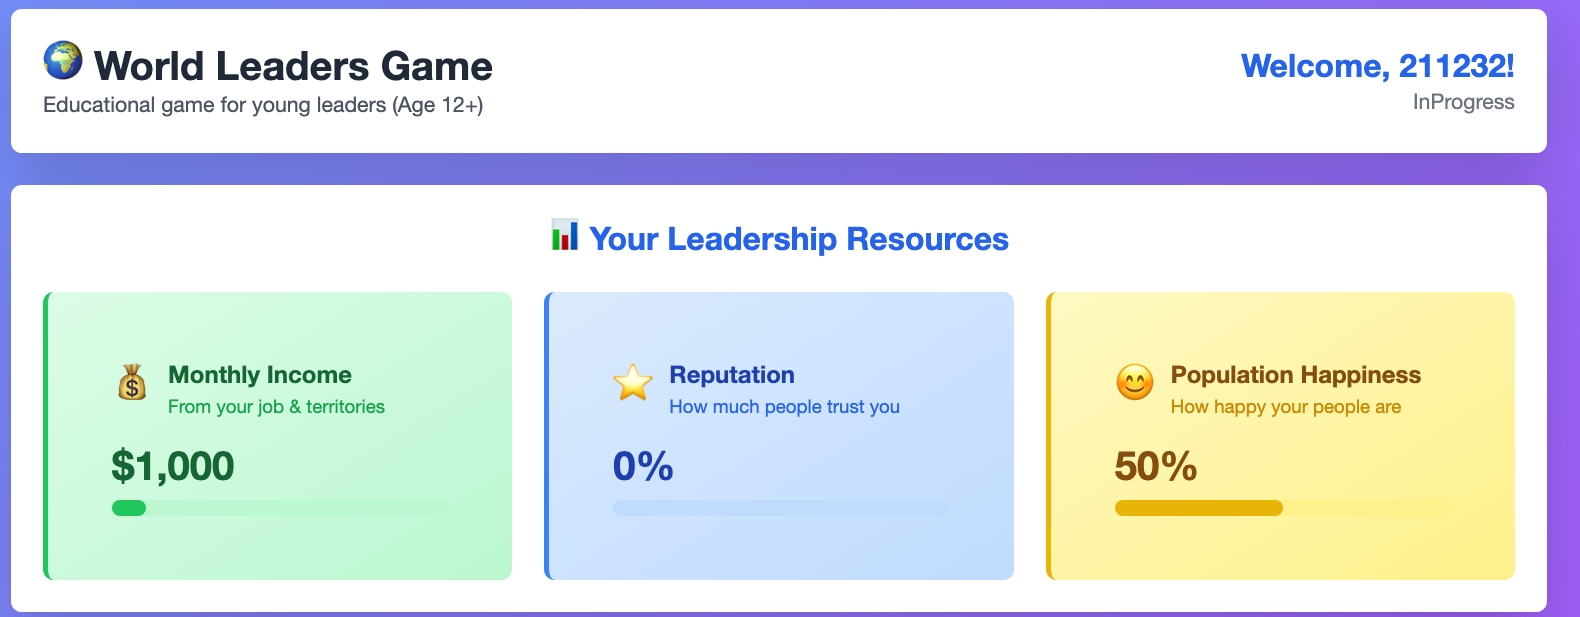 World Leaders Game
Educational game for young leaders (Age 12+)
Welcome, 211232!
InProgress
Your Leadership Resources
Monthly Income
From your job & territories
$1,000
Reputation
How much people trust you
0%
Population Happiness
How happy your people are
50%